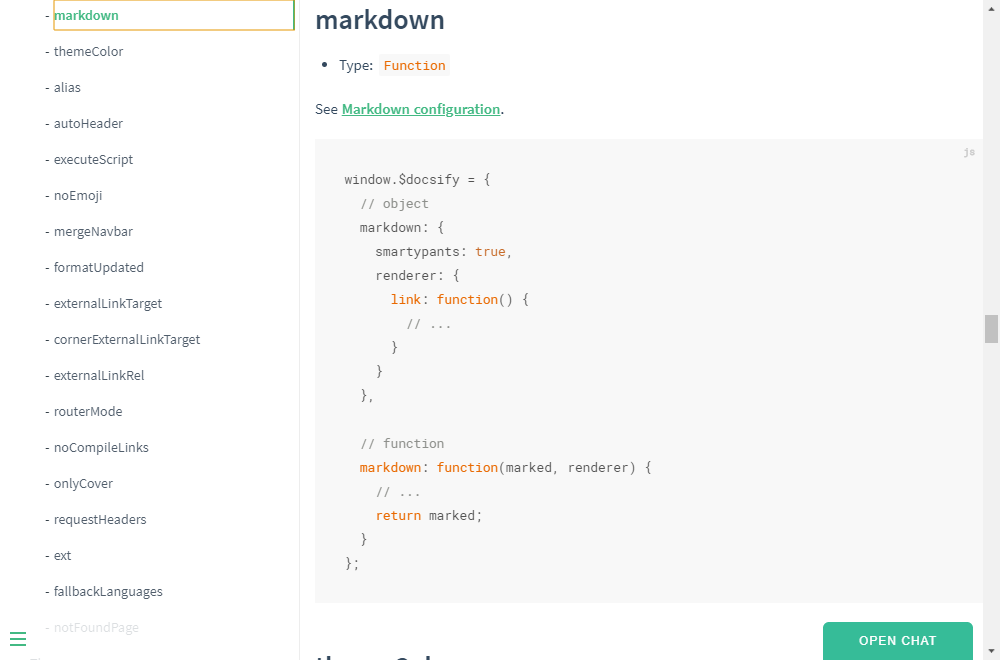 - markdown
- themeColor
- alias
- autoHeader
- executeScript
- noEmoji
- mergeNavbar
- formatUpdated
- externalLinkTarget
- cornerExternalLinkTarget
- externalLinkRel
- routerMode
- noCompileLinks
- onlyCover
- requestHeaders
- ext
- fallbackLanguages
- notFoundPage
markdown
• Type: Function
See Markdown configuration.
js
window.$docsify = {
  // object
  markdown: {
    smartypants: true,
    renderer: {
      link: function() {
        // ...
      }
    }
  },

  // function
  markdown: function(marked, renderer) {
    // ...
    return marked;
  }
};
OPEN CHAT